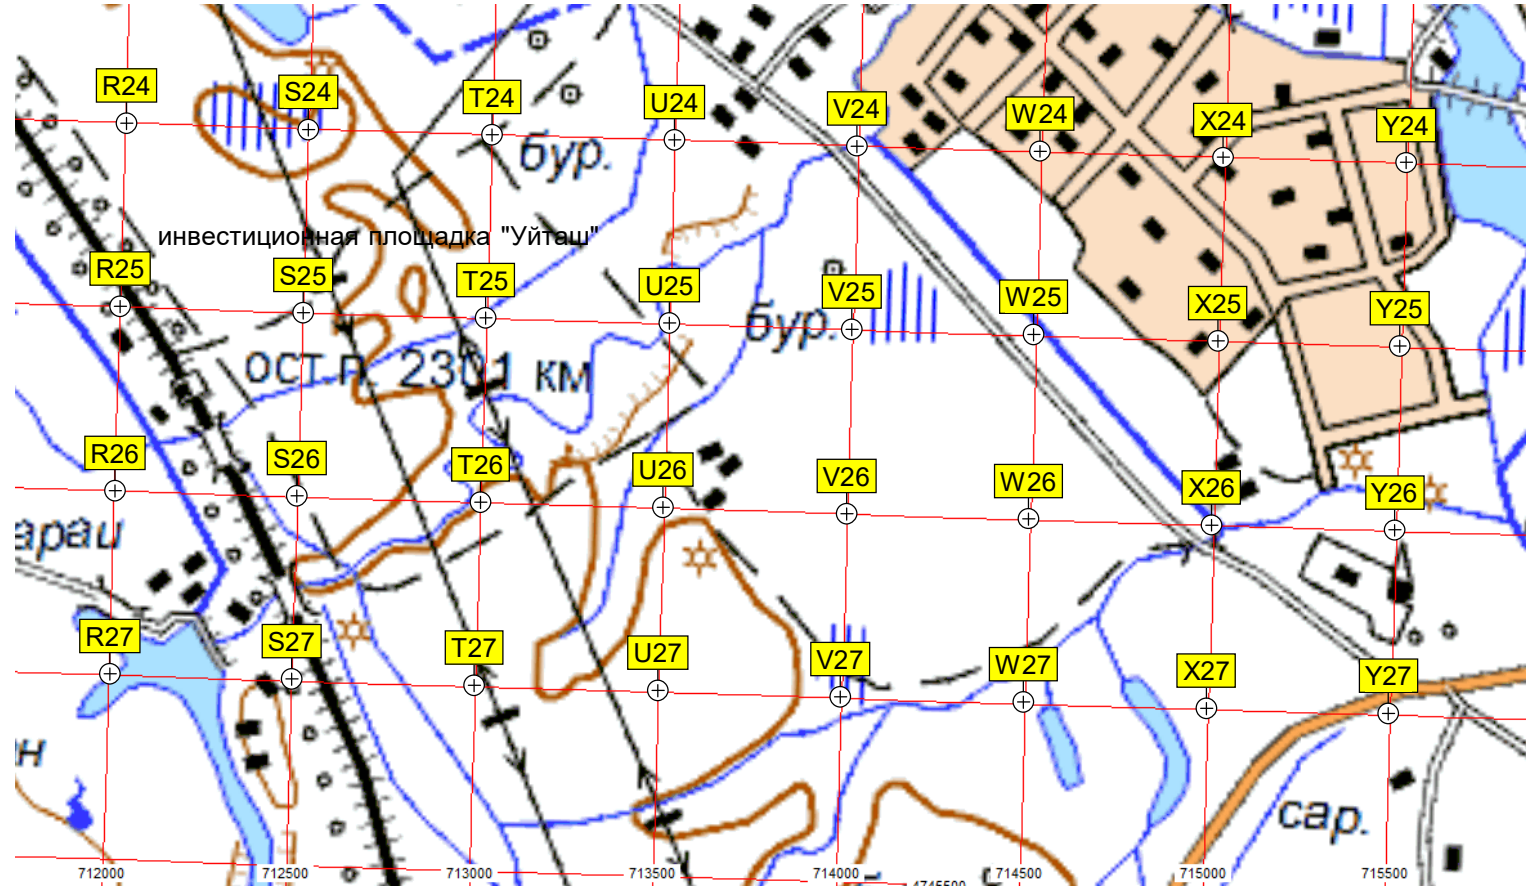 R24 S24 T24 U24 V24 W24 X24 Y24
бур.
инвестиционная площадка "Уйташ"
R25 S25 T25 U25 V25 W25 X25 Y25
бур.
ост.п. 2301 км
R26 S26 T26 U26 V26 W26 X26 Y26
арац
R27 S27 T27 U27 V27 W27 X27 Y27
н
сар.
712000 712500 713000 713500 714000 714500 715000 715500
4745500